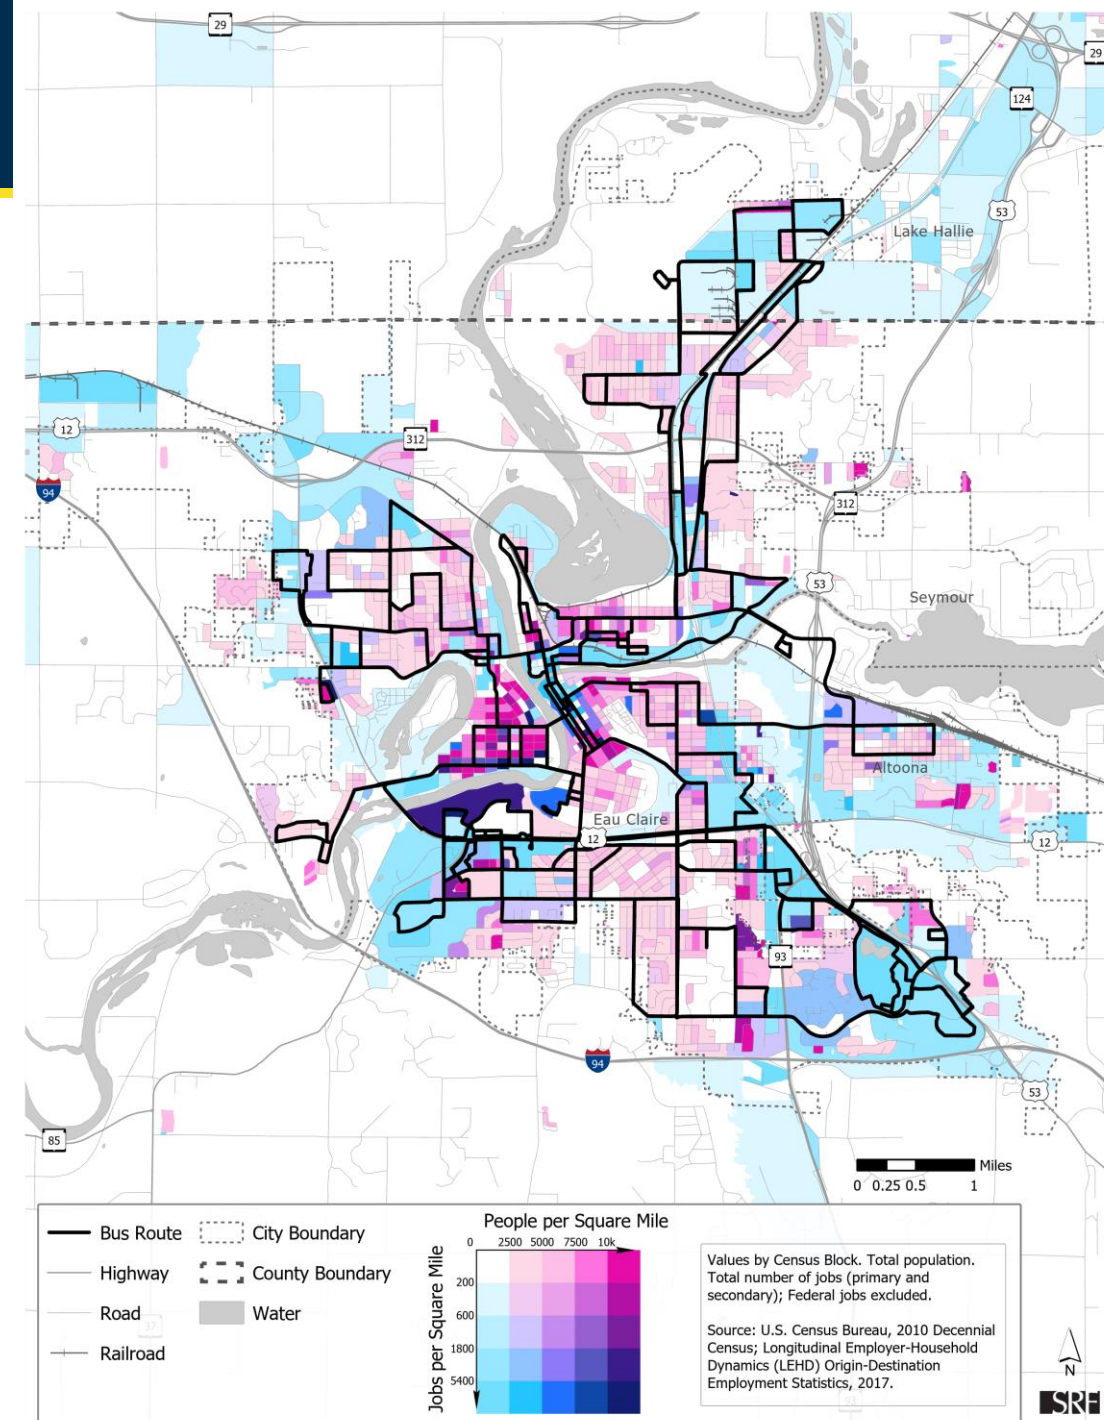 29
29
124
53
Lake Hallie
12
312
94
312
53
Seymour
Altoona
Eau Claire
12
12
93
94
53
85
Miles
0 0.25 0.5 1
Bus Route
City Boundary
Highway
County Boundary
Road
Water
Railroad
37
People per Square Mile
0 2500 5000 7500 10k
Jobs per Square Mile
200
600
1800
5400
Values by Census Block. Total population.
Total number of jobs (primary and
secondary); Federal jobs excluded.
Source: U.S. Census Bureau, 2010 Decennial
Census; Longitudinal Employer-Household
Dynamics (LEHD) Origin-Destination
Employment Statistics, 2017.
93
N
SRF